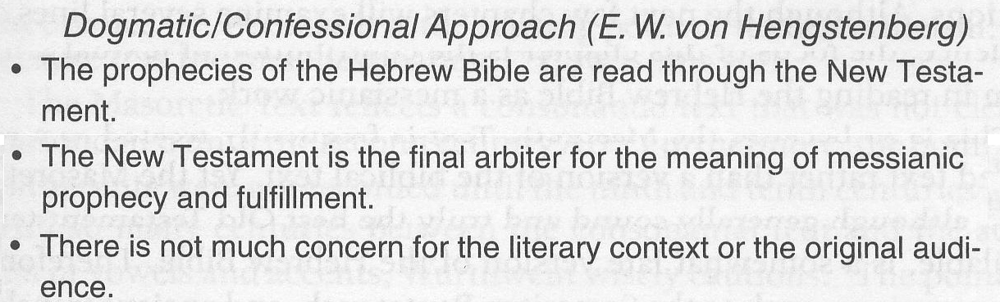 Dogmatic/Confessional Approach (E. W. von Hengstenberg)
• The prophecies of the Hebrew Bible are read through the New Testa-
ment.
• The New Testament is the final arbiter for the meaning of messianic
prophecy and fulfillment.
• There is not much concern for the literary context or the original audi-
ence.